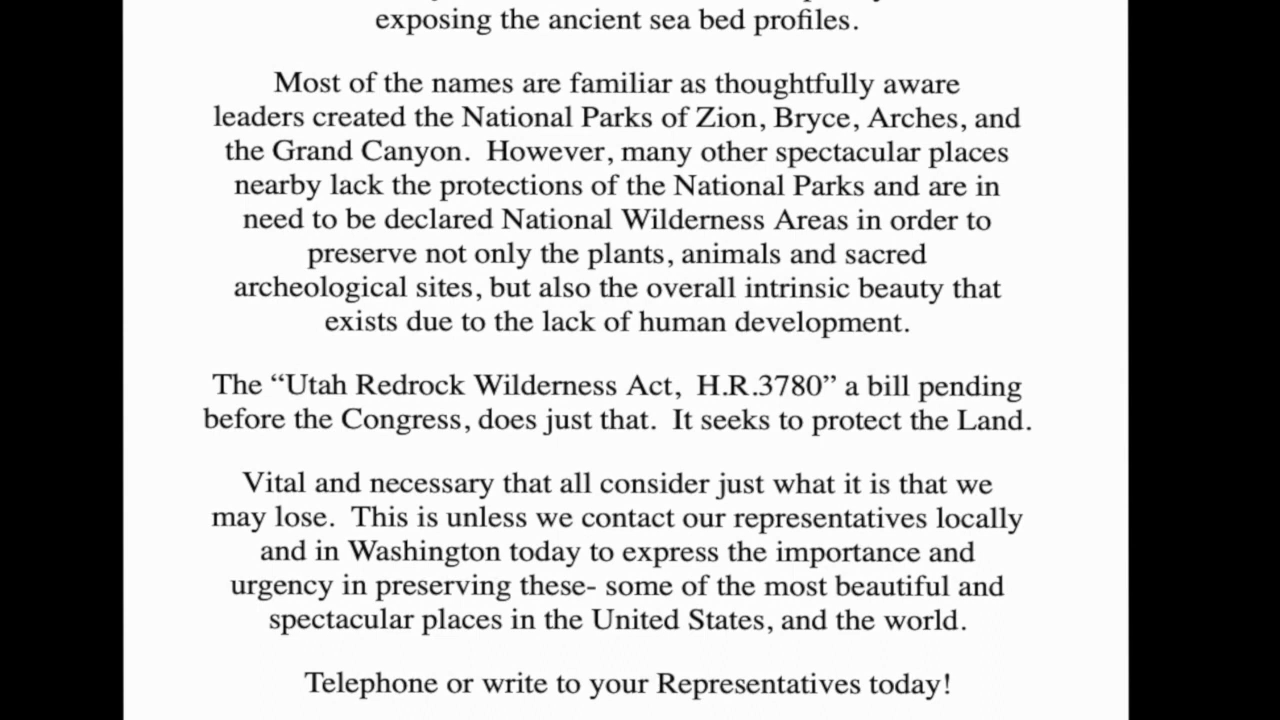 exposing the ancient sea bed profiles.
Most of the names are familiar as thoughtfully aware
leaders created the National Parks of Zion, Bryce, Arches, and
the Grand Canyon.  However, many other spectacular places
nearby lack the protections of the National Parks and are in
need to be declared National Wilderness Areas in order to
preserve not only the plants, animals and sacred
archeological sites, but also the overall intrinsic beauty that
exists due to the lack of human development.
The “Utah Redrock Wilderness Act,  H.R.3780” a bill pending
before the Congress, does just that.  It seeks to protect the Land.
Vital and necessary that all consider just what it is that we
may lose.  This is unless we contact our representatives locally
and in Washington today to express the importance and
urgency in preserving these- some of the most beautiful and
spectacular places in the United States, and the world.
Telephone or write to your Representatives today!